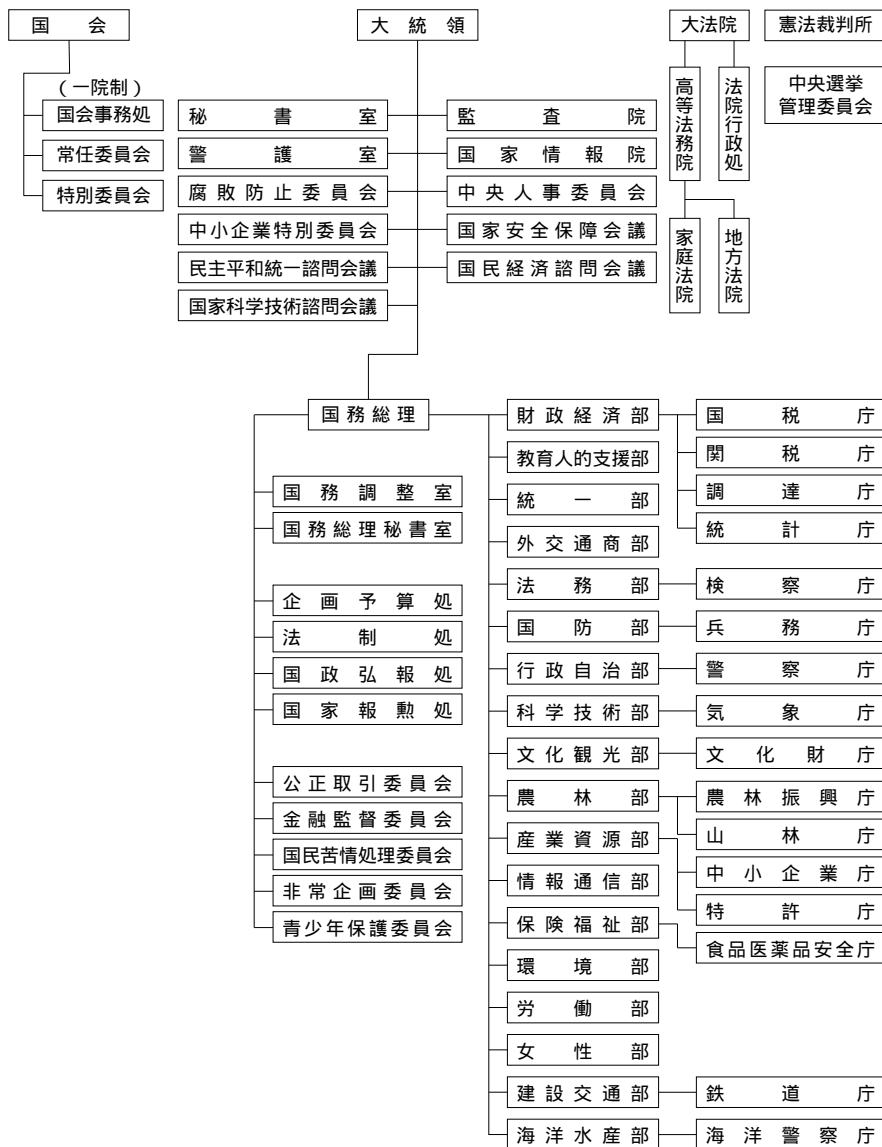 国会
(一院制)
国会事務処
常任委員会
特別委員会
大統領
秘書室
警護室
腐敗防止委員会
中小企業特別委員会
民主平和統一諮問会議
国家科学技術諮問会議
監査院
国家情報院
中央人事委員会
国家安全保障会議
国民経済諮問会議
大法院
高等法務院
法院行政処
家庭法院
地方法院
憲法裁判所
中央選挙
管理委員会
国務総理
国務調整室
国務総理秘書室
企画予算処
法制処
国政弘報処
国家報勲処
公正取引委員会
金融監督委員会
国民苦情処理委員会
非常企画委員会
青少年保護委員会
財政経済部
教育人的支援部
統一部
外交通商部
法務部
国防部
行政自治部
科学技術部
文化観光部
農林部
産業資源部
情報通信部
保険福祉部
環境部
労働部
女性部
建設交通部
海洋水産部
国税庁
関税庁
調達庁
統計庁
検察庁
兵務庁
警察庁
気象庁
文化財庁
農林振興庁
山林庁
中小企業庁
特許庁
食品医薬品安全庁
鉄道庁
海洋警察庁